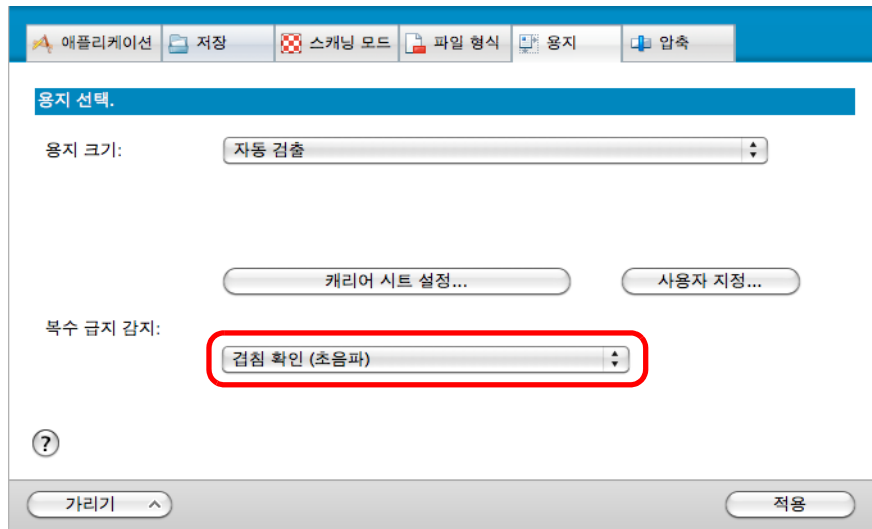 애플리케이션 저장 스캐닝 모드 파일 형식 용지 압축
용지 선택.
용지 크기: 자동 검출
캐리어 시트 설정... 사용자 지정...
복수 급지 감지:
겹침 확인 (초음파)
?
가리기 적용